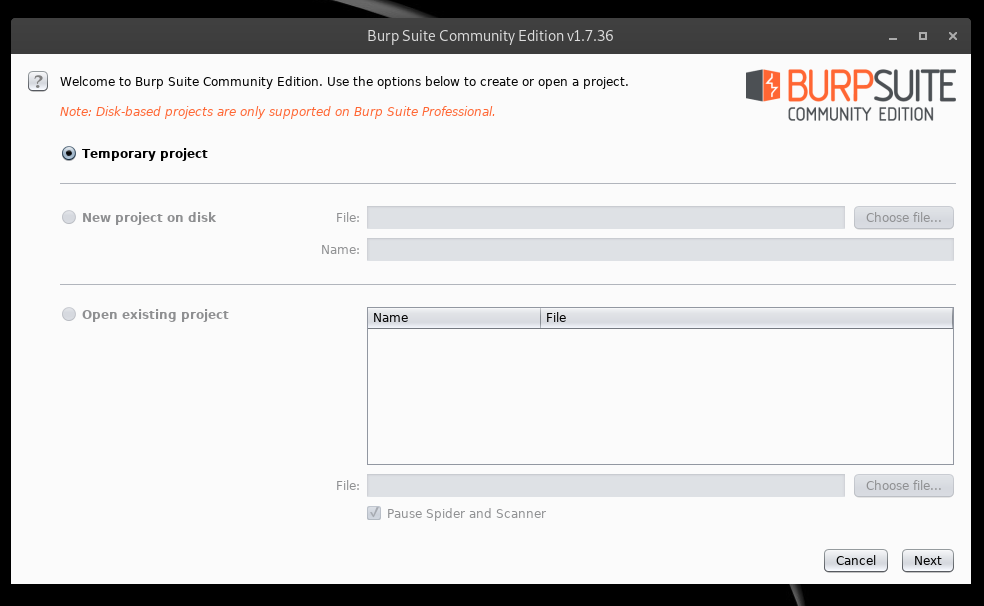 Burp Suite Community Edition v1.7.36
?
Welcome to Burp Suite Community Edition. Use the options below to create or open a project.
Note: Disk-based projects are only supported on Burp Suite Professional.
BURPSUITE
COMMUNITY EDITION
Temporary project
New project on disk
File:
Choose file...
Name:
Open existing project
Name
File
File:
Choose file...
Pause Spider and Scanner
Cancel
Next